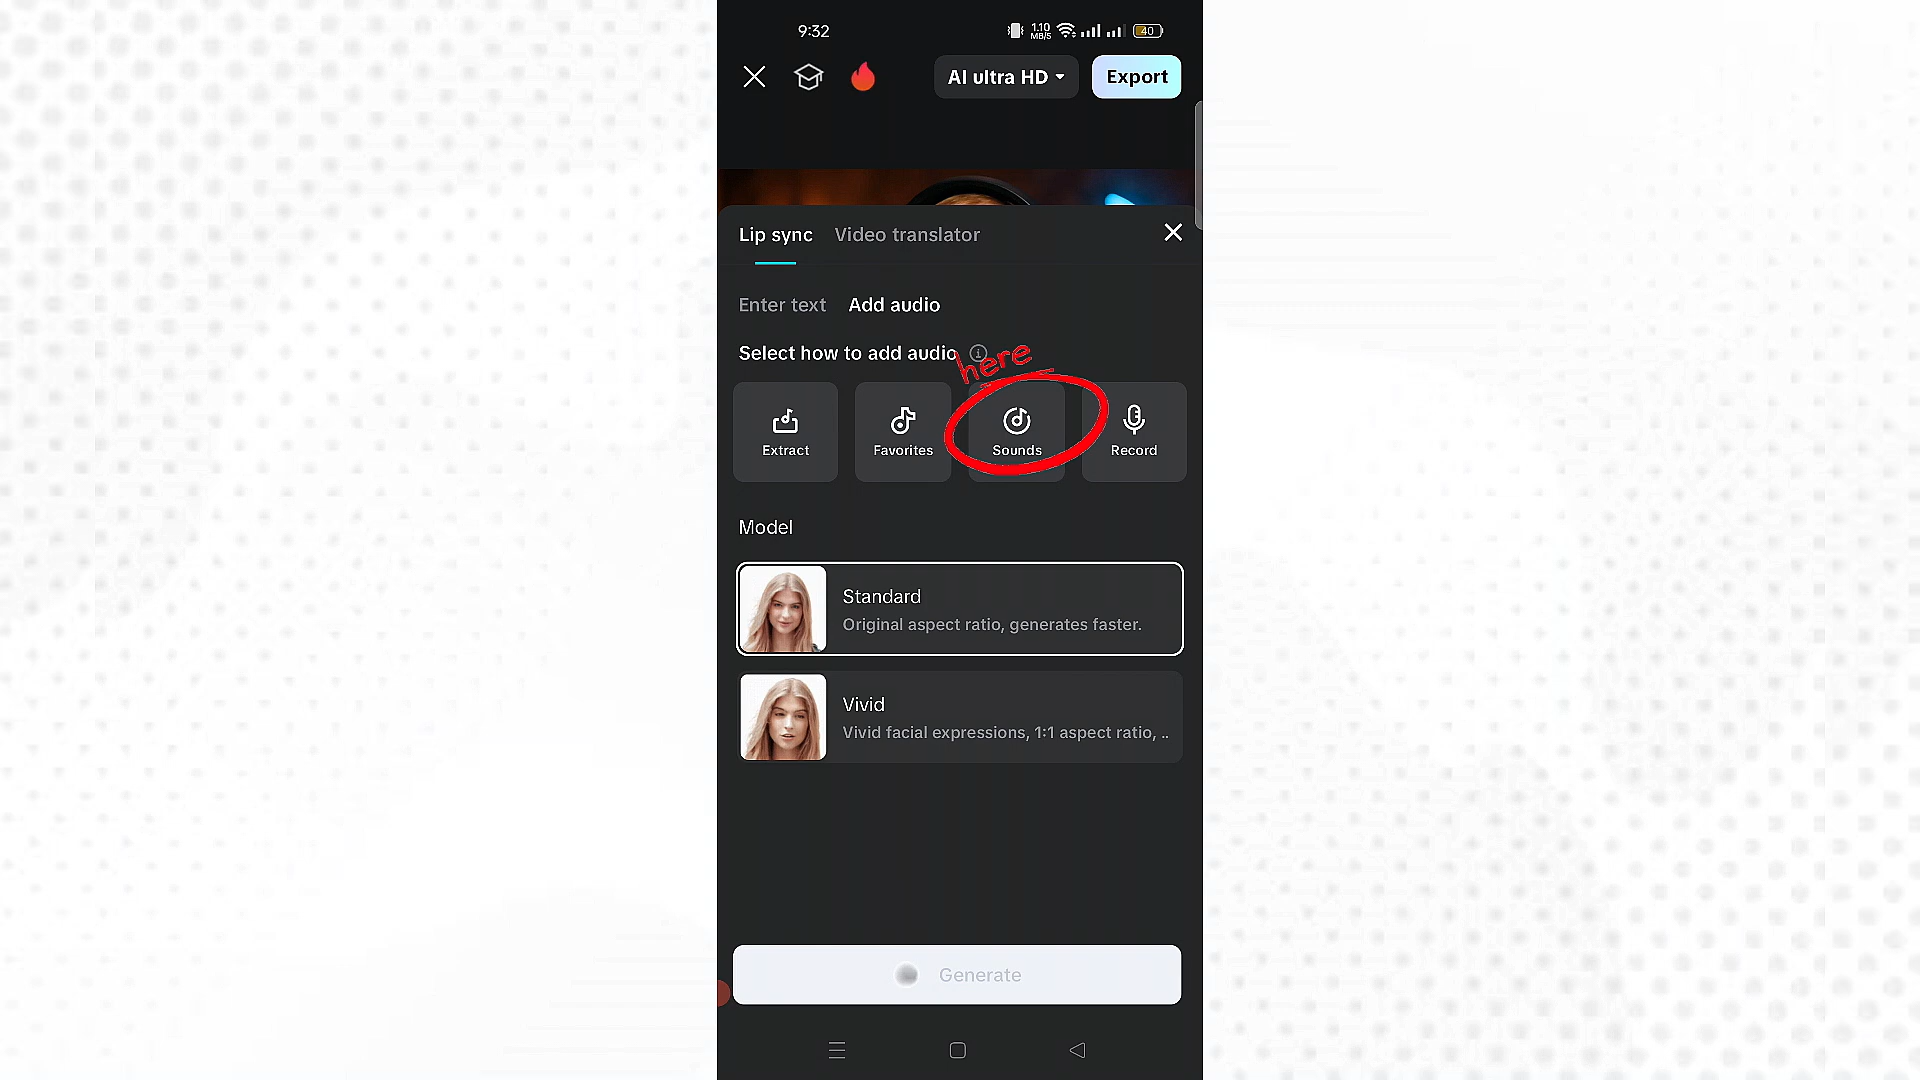 9:32
1.10
MB/S
40
AI ultra HD
Export
Lip sync
Video translator
Enter text
Add audio
Select how to add audio
here
Extract
Favorites
Sounds
Record
Model
Standard
Original aspect ratio, generates faster.
Vivid
Vivid facial expressions, 1:1 aspect ratio, ..
Generate